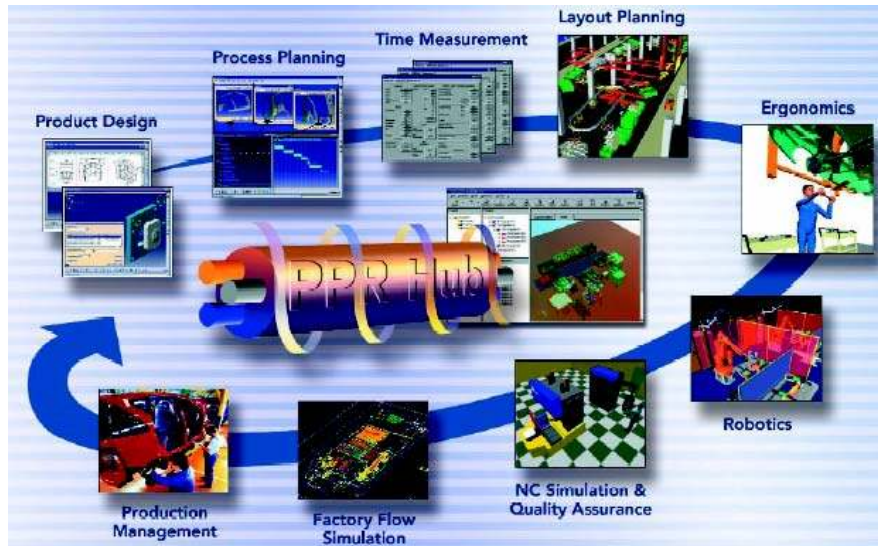 Layout Planning
Time Measurement
Process Planning
Ergonomics
Product Design
PPR Hub
Robotics
NC Simulation &
Quality Assurance
Production
Management
Factory Flow
Simulation